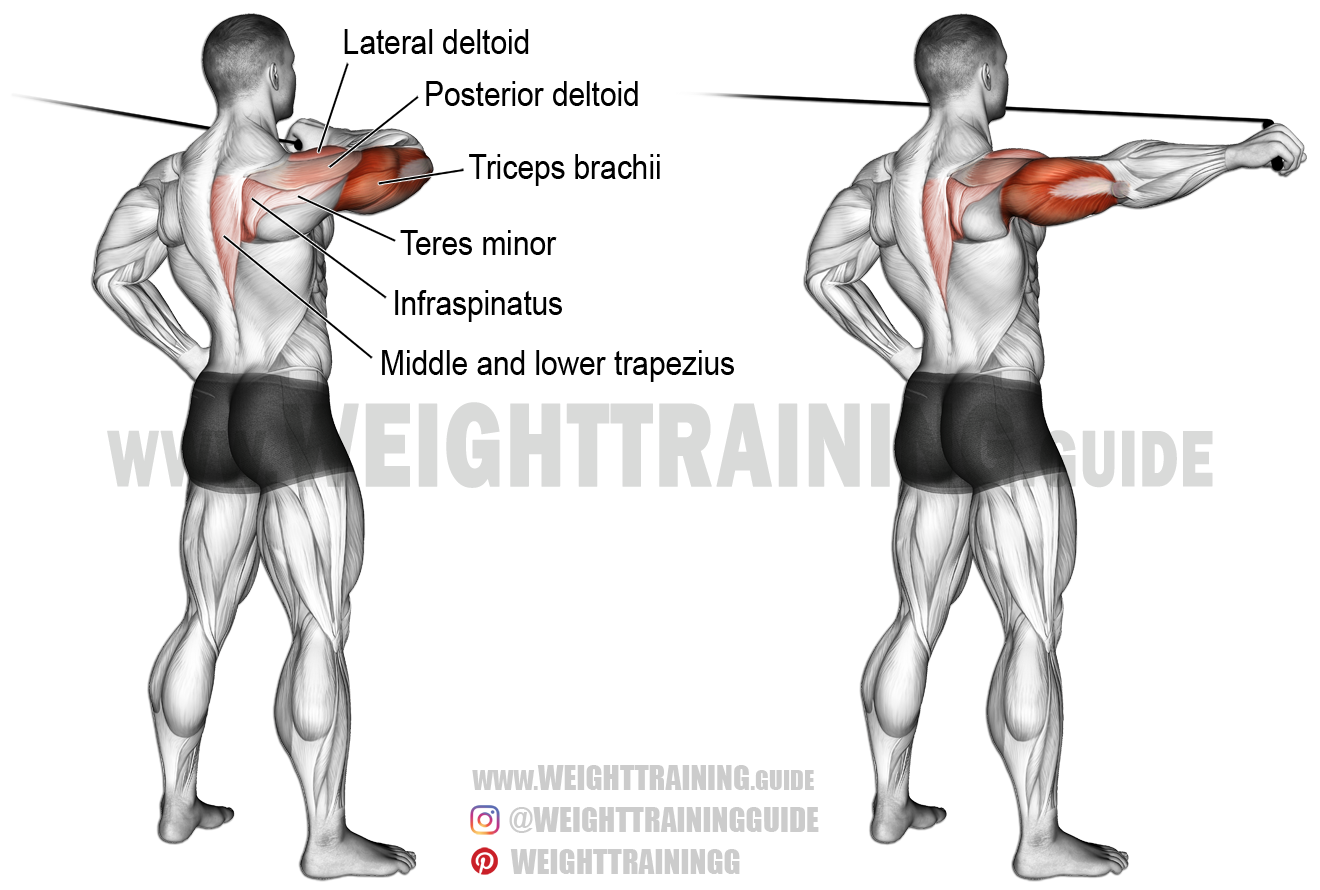 Lateral deltoid
Posterior deltoid
Triceps brachii
Teres minor
Infraspinatus
Middle and lower trapezius
WWW.WEIGHTTRAINING.GUIDE
WWW.WEIGHTTRAINING.GUIDE
@WEIGHTTRAININGGUIDE
WEIGHTTRAININGG